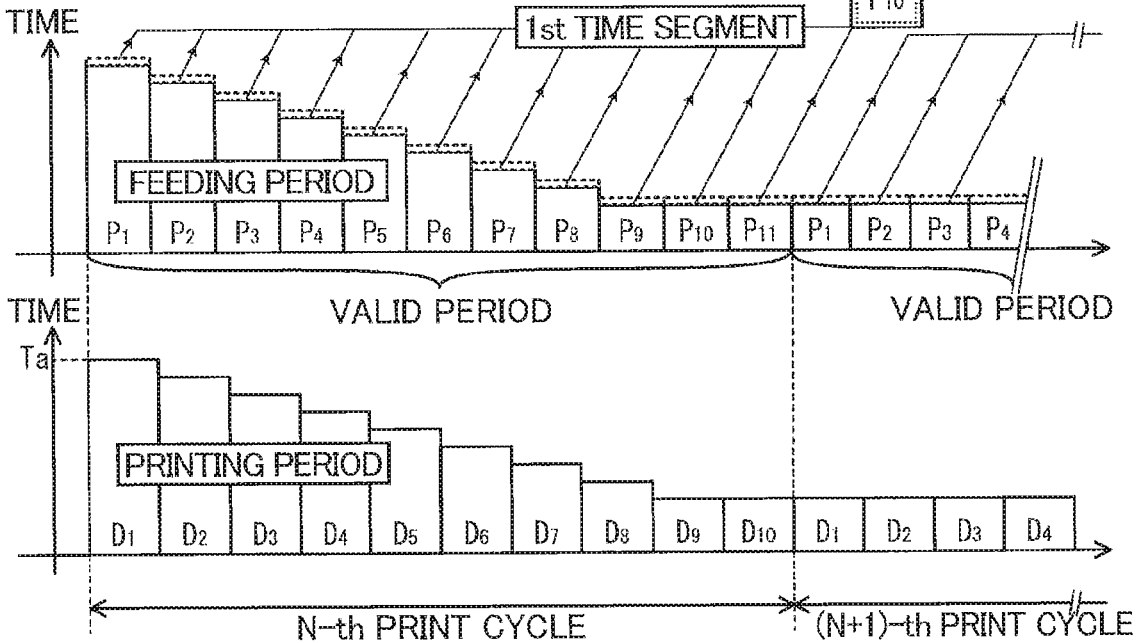 TIME
1st TIME SEGMENT
FEEDING PERIOD
P1 P2 P3 P4 P5 P6 P7 P8 P9 P10 P11 P1 P2 P3 P4
VALID PERIOD VALID PERIOD
TIME
Ta
PRINTING PERIOD
D1 D2 D3 D4 D5 D6 D7 D8 D9 D10 D1 D2 D3 D4
N-th PRINT CYCLE (N+1)-th PRINT CYCLE